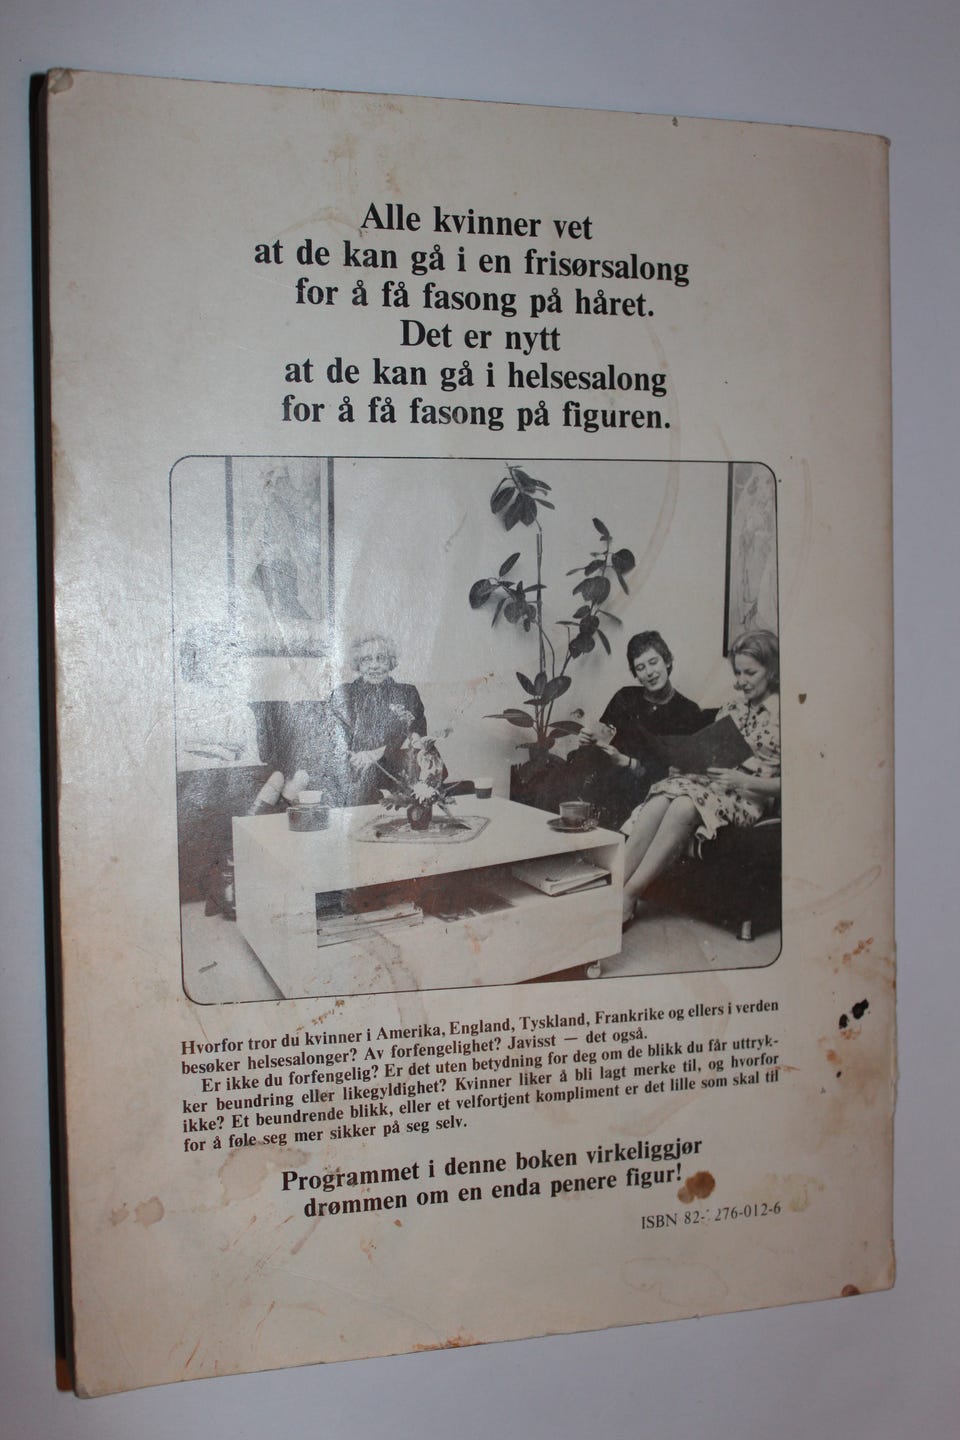 Alle kvinner vet
at de kan gå i en frisørsalong
for å få fasong på håret.
Det er nytt
at de kan gå i helsesalong
for å få fasong på figuren.
Hvorfor tror du kvinner i Amerika, England, Tyskland, Frankrike og ellers i verden
besøker helsesalonger? Av forfengelighet? Javisst — det også.
Er ikke du forfengelig? Er det uten betydning for deg om de blikk du får uttryk-
ker beundring eller likegyldighet? Kvinner liker å bli lagt merke til, og hvorfor
ikke? Et beundrende blikk, eller et velfortjent kompliment er det lille som skal til
for å føle seg mer sikker på seg selv.
Programmet i denne boken virkeliggjør
drømmen om en enda penere figur!
ISBN 82- 276-012-6